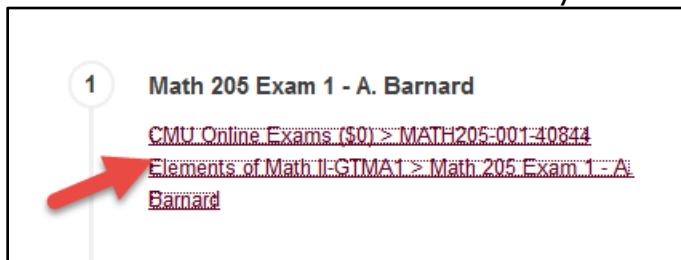 1
Math 205 Exam 1 - A. Barnard
CMU Online Exams ($0) > MATH205-001-40844
Elements of Math II-GTMA1 > Math 205 Exam 1 - A.
Barnard